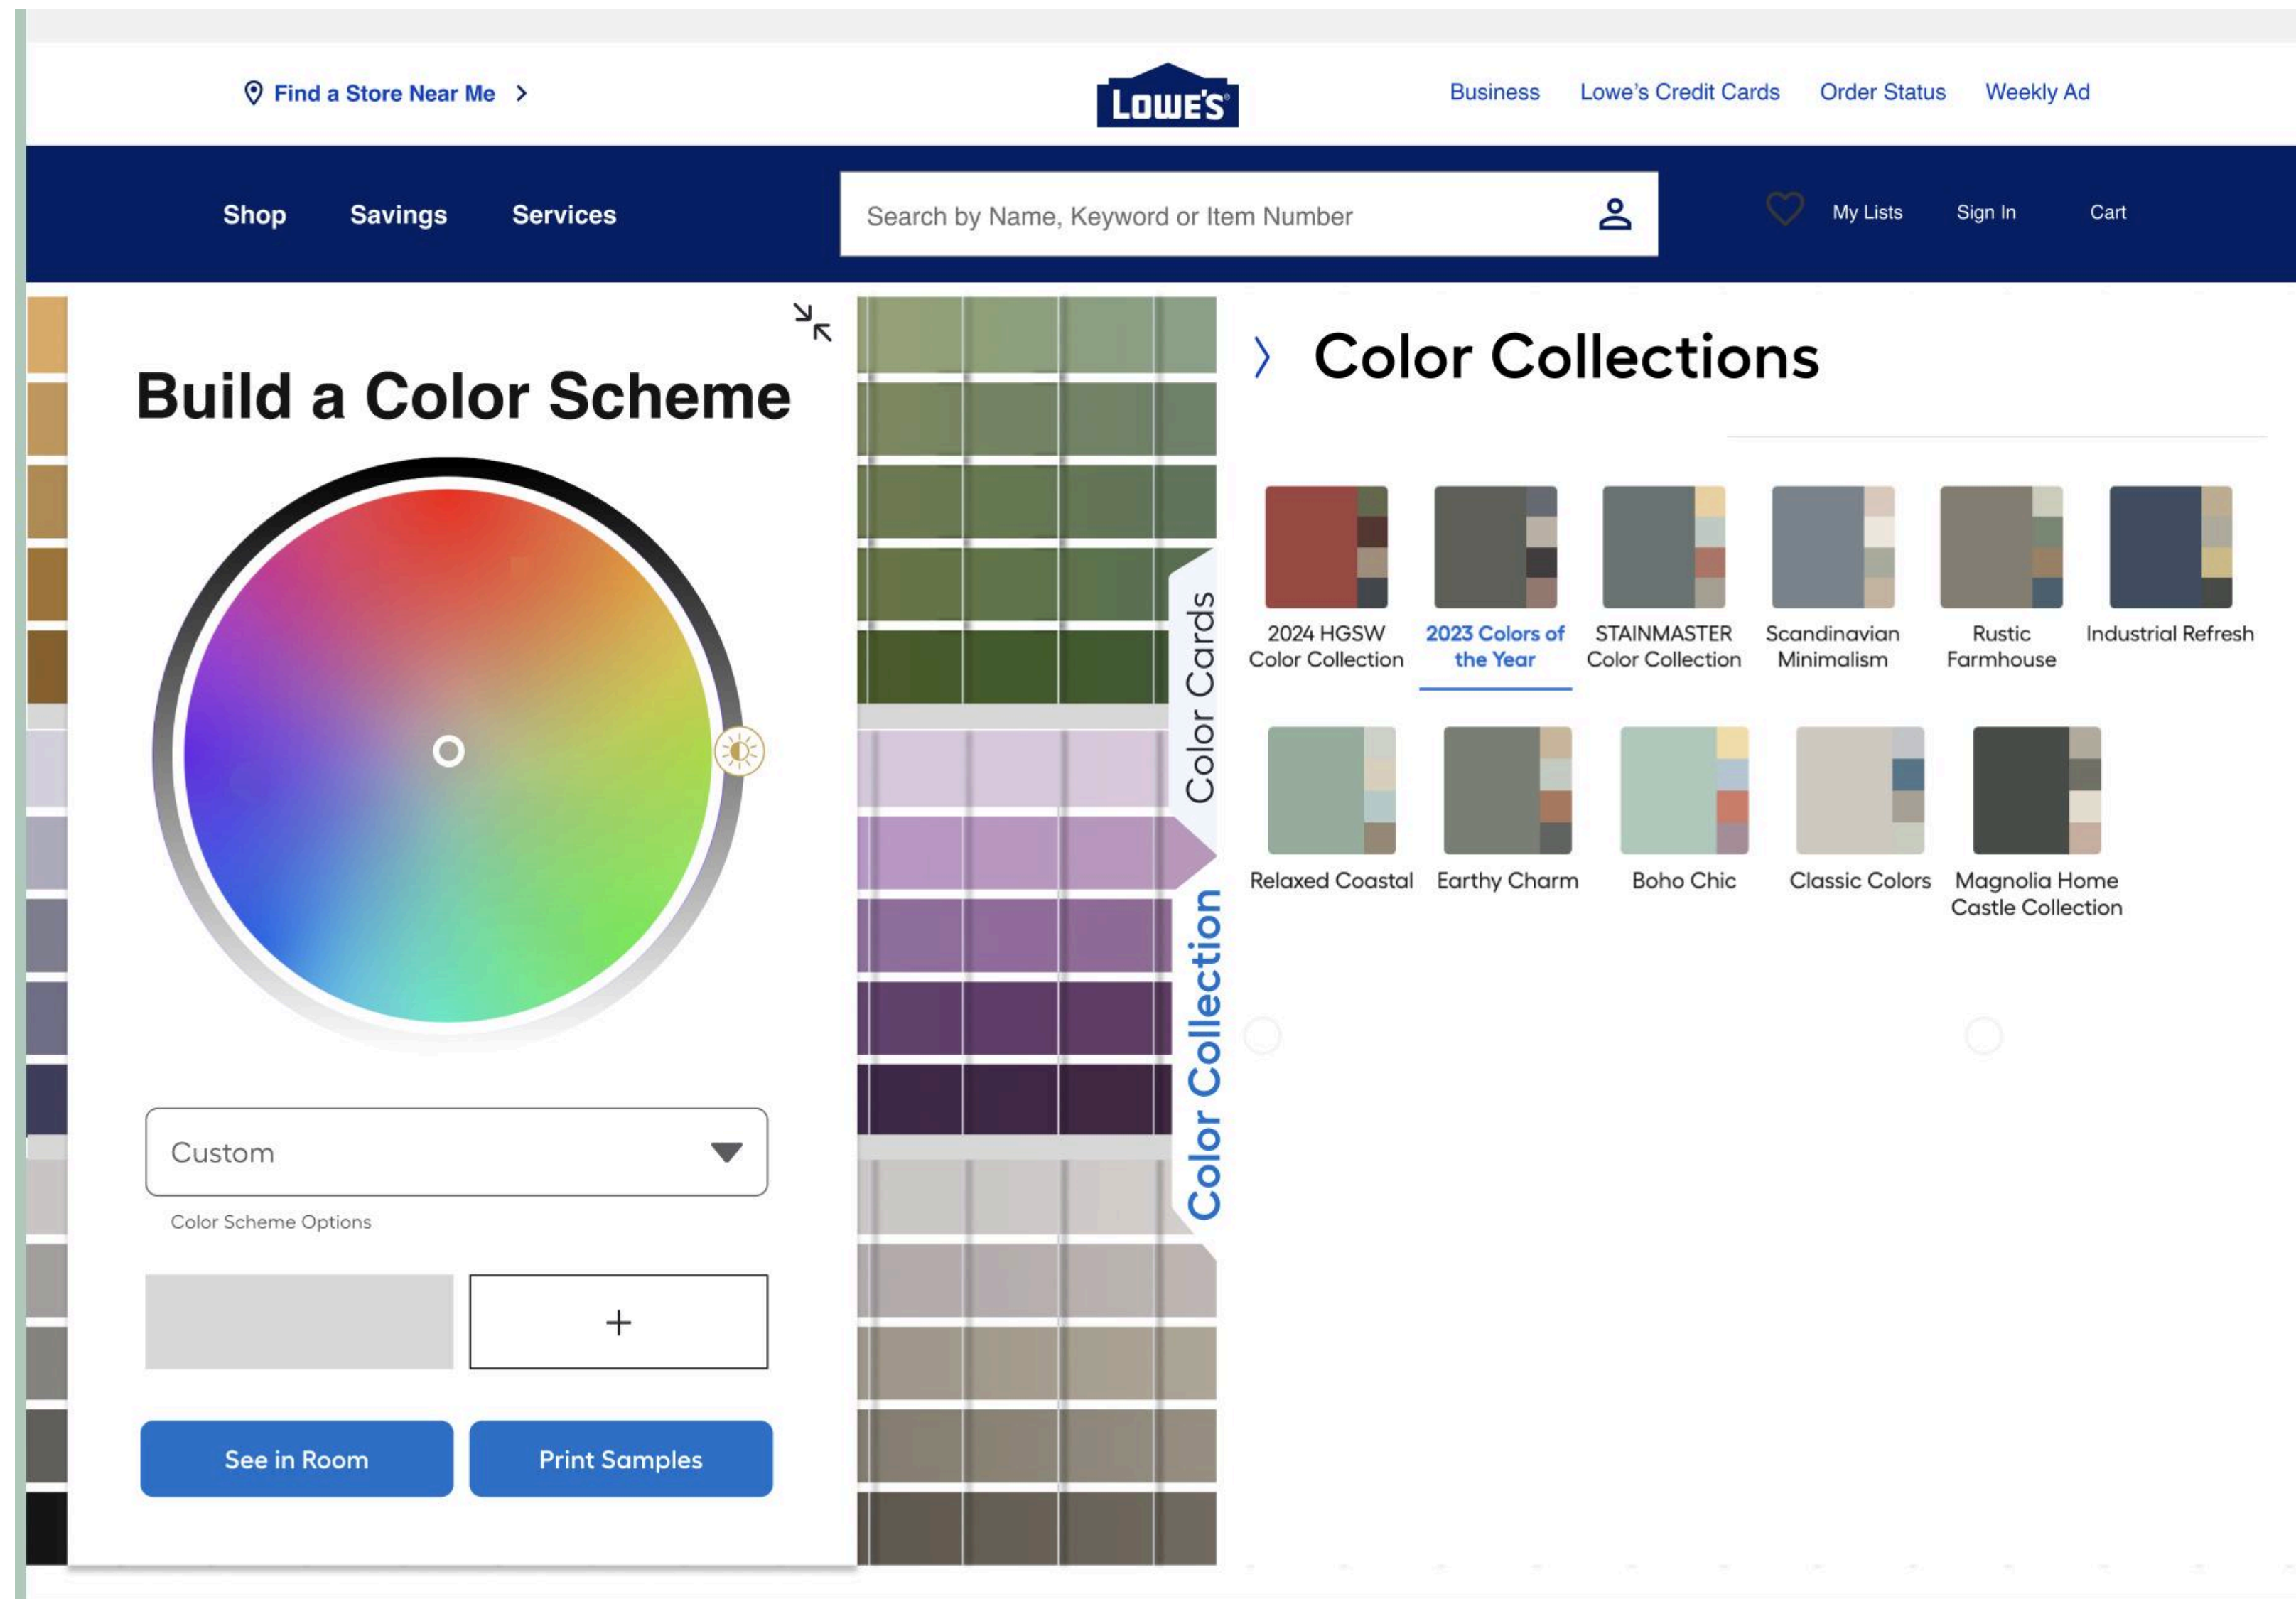 Find a Store Near Me
LOWE'S
Business Lowe's Credit Cards Order Status Weekly Ad
Shop Savings Services
Search by Name, Keyword or Item Number
My Lists Sign In Cart
Build a Color Scheme
Custom
Color Scheme Options
+
See in Room Print Samples
Color Cards
Color Collection
Color Collections
2024 HGSW
Color Collection
2023 Colors of
the Year
STAINMASTER
Color Collection
Scandinavian
Minimalism
Rustic
Farmhouse
Industrial Refresh
Relaxed Coastal
Earthy Charm
Boho Chic
Classic Colors
Magnolia Home
Castle Collection